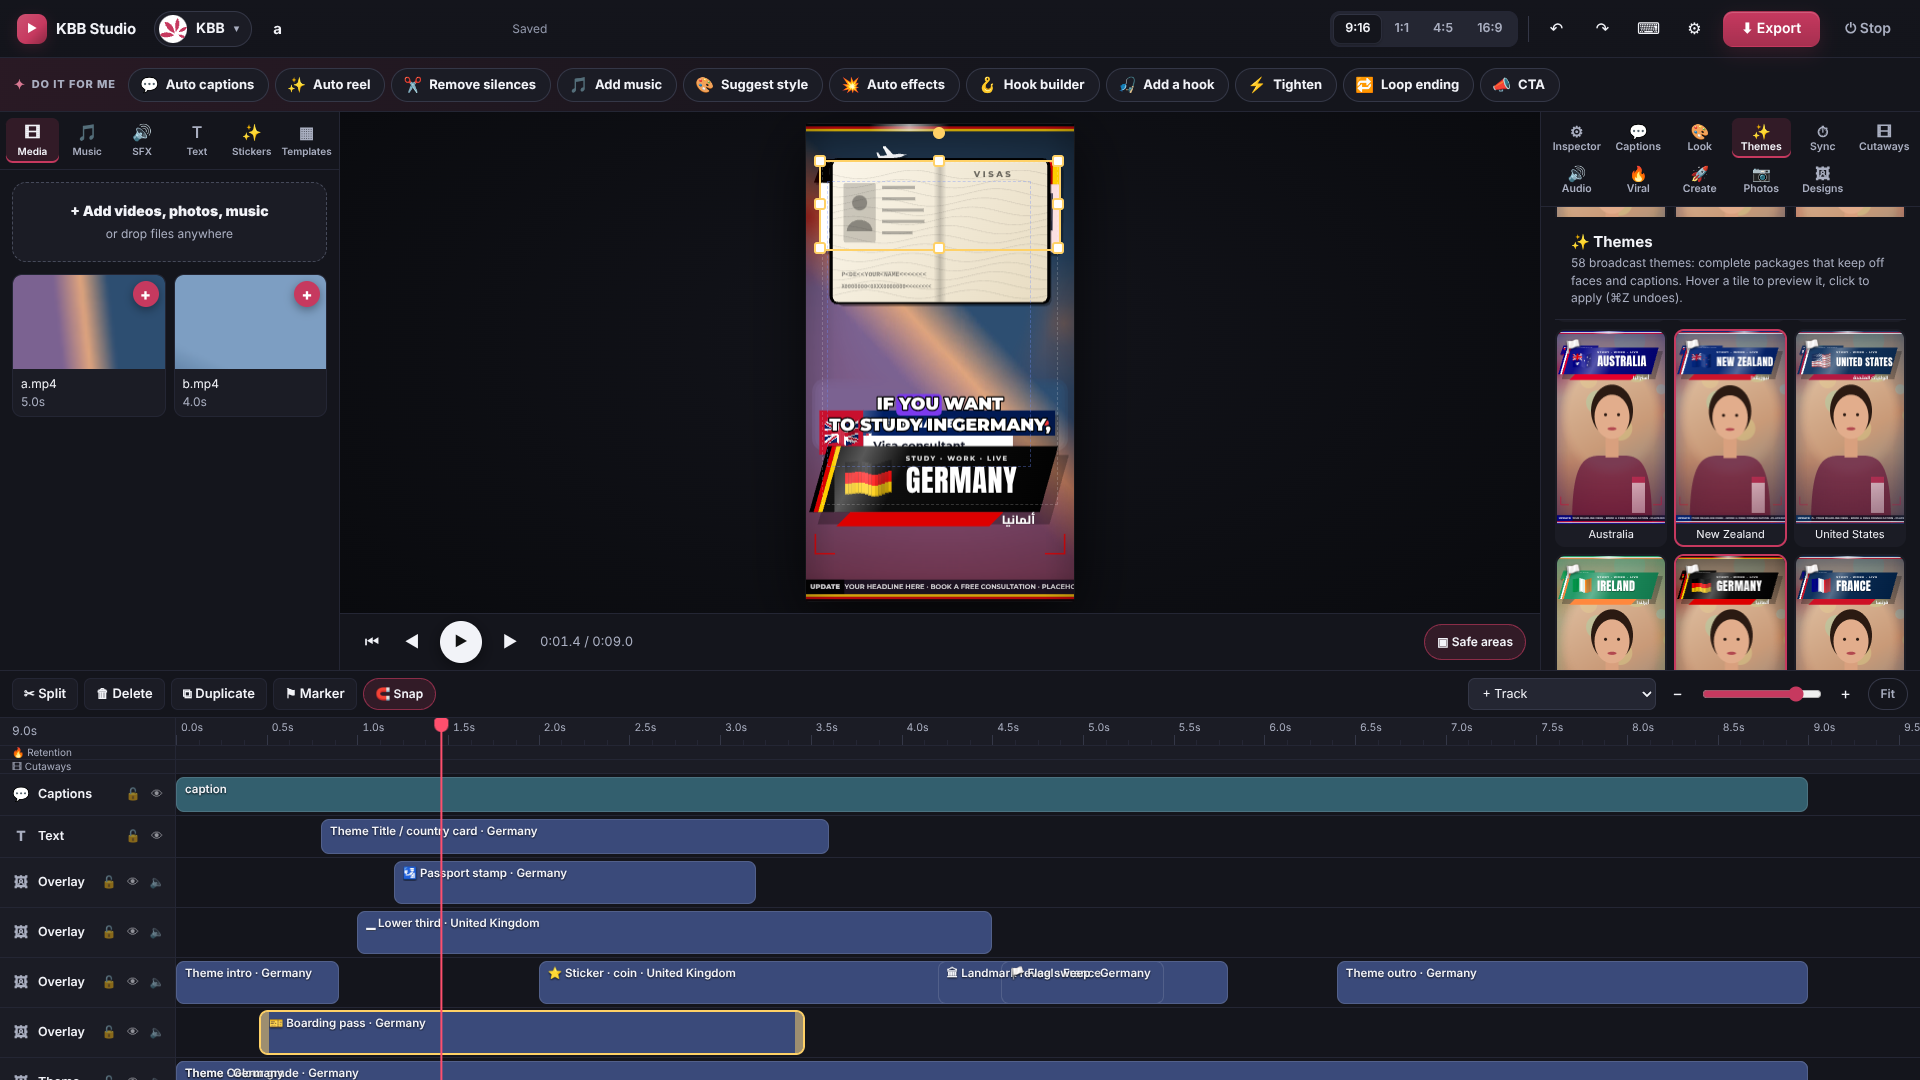 KBB Studio
KBB
a
Saved
9:16
1:1
4:5
16:9
Export
Stop
DO IT FOR ME
Auto captions
Auto reel
Remove silences
Add music
Suggest style
Auto effects
Hook builder
Add a hook
Tighten
Loop ending
CTA
Media
Music
SFX
Text
Stickers
Templates
+ Add videos, photos, music
or drop files anywhere
a.mp4
5.0s
b.mp4
4.0s
VISAS
IF YOU WANT
TO STUDY IN GERMANY,
Visa consultant
STUDY · WORK · LIVE
GERMANY
ألمانيا
UPDATE YOUR HEADLINE HERE · BOOK A FREE CONSULTATION ·
0:01.4 / 0:09.0
Safe areas
Inspector
Captions
Look
Themes
Sync
Cutaways
Audio
Viral
Create
Photos
Designs
Themes
58 broadcast themes: complete packages that keep off
faces and captions. Hover a tile to preview it, click to
apply (⌘Z undoes).
AUSTRALIA
NEW ZEALAND
UNITED STATES
Australia
New Zealand
United States
IRELAND
GERMANY
FRANCE
Split
Delete
Duplicate
Marker
Snap
+ Track
Fit
9.0s
0.0s
0.5s
1.0s
1.5s
2.0s
2.5s
3.0s
3.5s
4.0s
4.5s
5.0s
5.5s
6.0s
6.5s
7.0s
7.5s
8.0s
8.5s
9.0s
9.5
Retention
Cutaways
Captions
caption
Text
Theme Title / country card · Germany
Overlay
Passport stamp · Germany
Overlay
Lower third · United Kingdom
Overlay
Theme intro · Germany
Sticker · coin · United Kingdom
Theme outro · Germany
Overlay
Boarding pass · Germany